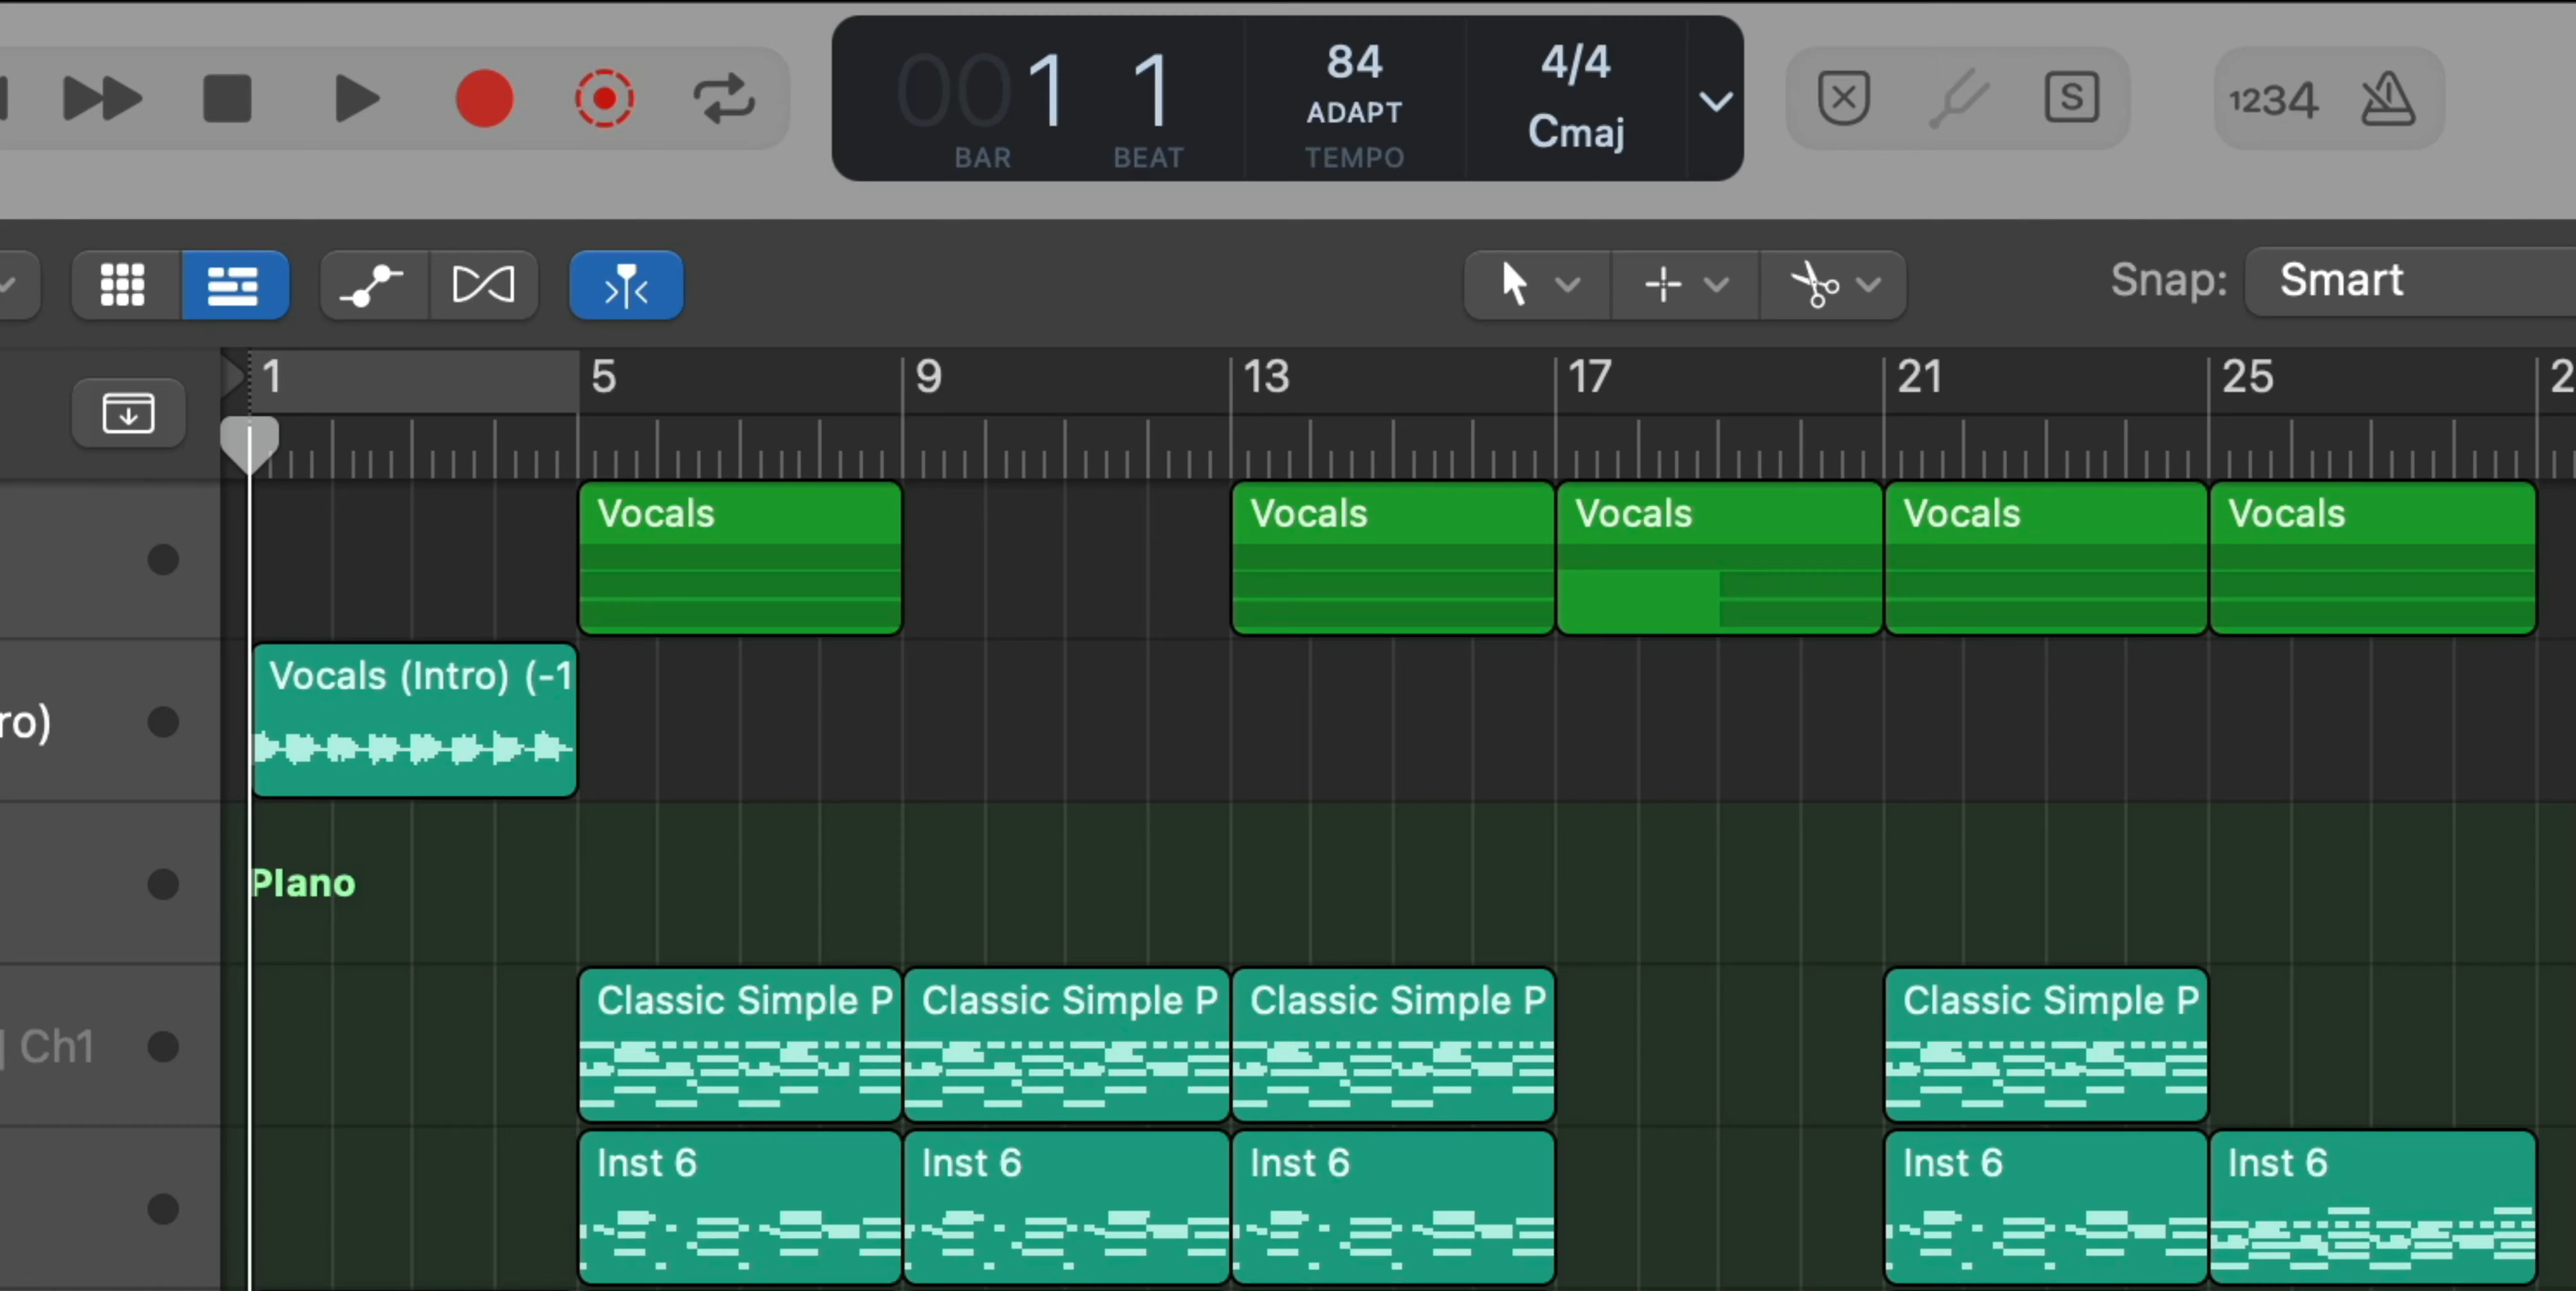 001 1 84 4/4
ADAPT Cmaj
BAR BEAT TEMPO
S 1234
Snap: Smart
1 5 9 13 17 21 25 2
Vocals Vocals Vocals Vocals Vocals
Vocals (Intro) (-1
ro)
Piano
Classic Simple P Classic Simple P Classic Simple P Classic Simple P
| Ch1
Inst 6 Inst 6 Inst 6 Inst 6 Inst 6